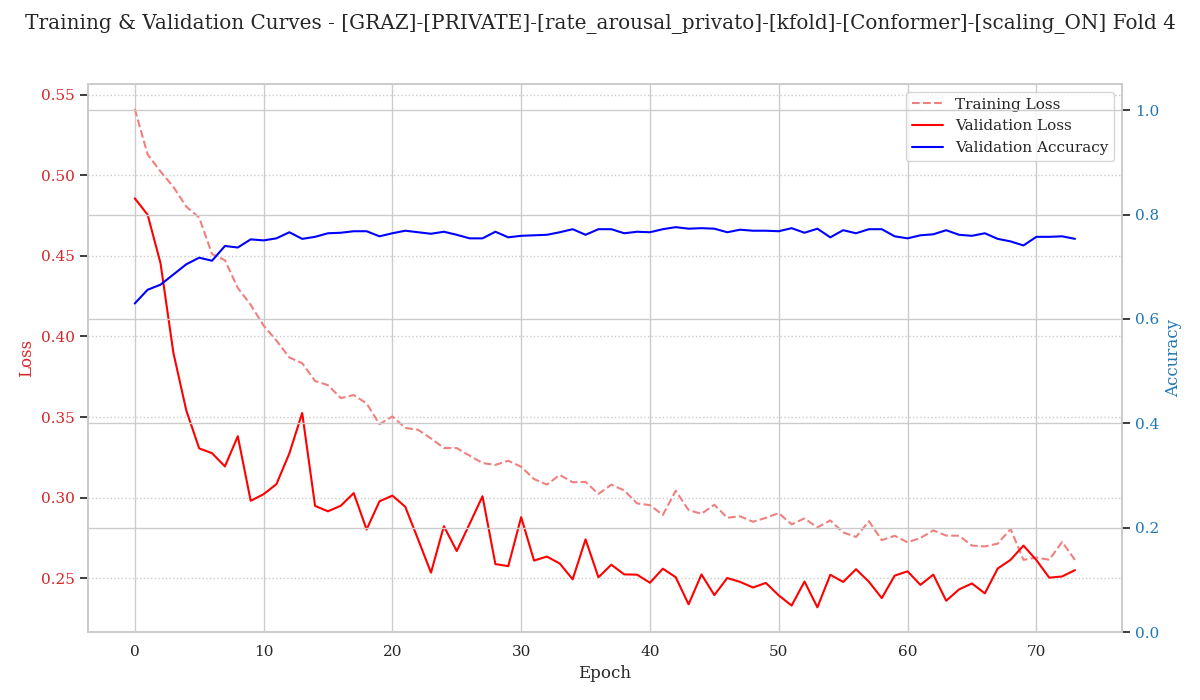 Training & Validation Curves - [GRAZ]-[PRIVATE]-[rate_arousal_privato]-[kfold]-[Conformer]-[scaling_ON] Fold 4
Training Loss
Validation Loss
Validation Accuracy
Loss
0.55
0.50
0.45
0.40
0.35
0.30
0.25
1.0
0.8
0.6
0.4
0.2
0.0
Accuracy
0 10 20 30 40 50 60 70
Epoch